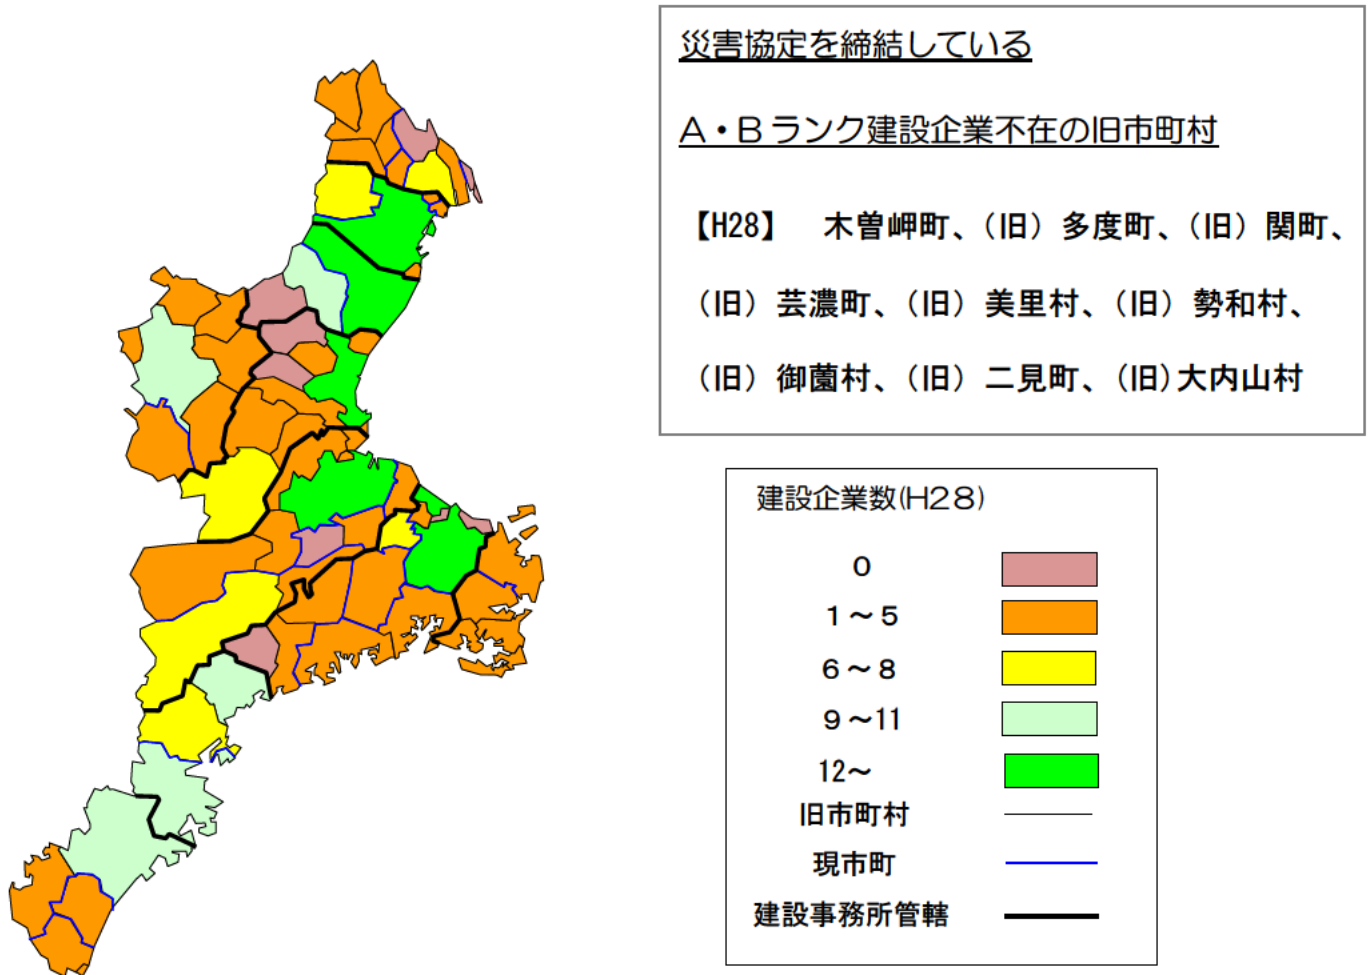 災害協定を締結している
A・Bランク建設企業不在の旧市町村
【H28】　木曽岬町、（旧）多度町、（旧）関町、
（旧）芸濃町、（旧）美里村、（旧）勢和村、
（旧）御薗村、（旧）二見町、（旧）大内山村
建設企業数(H28)
0
1～5
6～8
9～11
12～
旧市町村
現市町
建設事務所管轄